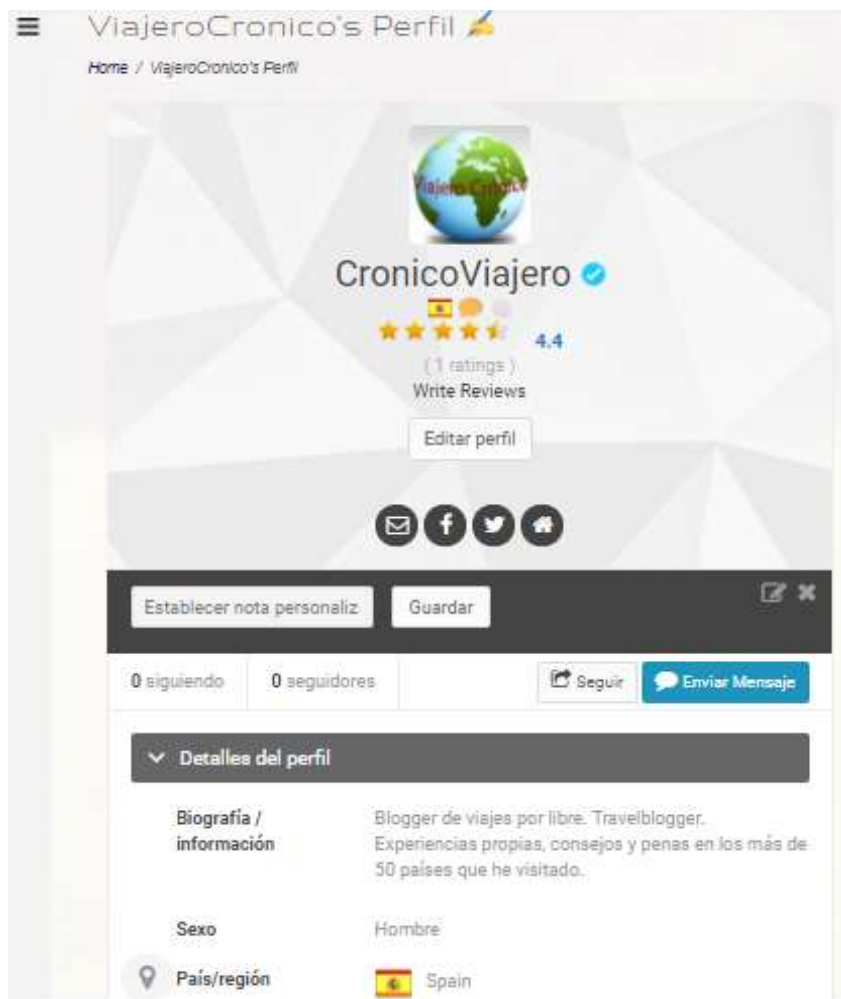 ViajeroCronico's Perfil
Home / ViajeroCronico's Perfil
Viajero Cronico
CronicoViajero
4.4
( 1 ratings )
Write Reviews
Editar perfil
Establecer nota personaliz
Guardar
0 siguiendo
0 seguidores
Seguir
Enviar Mensaje
Detalles del perfil
Biografía /
información
Blogger de viajes por libre. Travelblogger.
Experiencias propias, consejos y penas en los más de
50 países que he visitado.
Sexo
Hombre
País/región
Spain